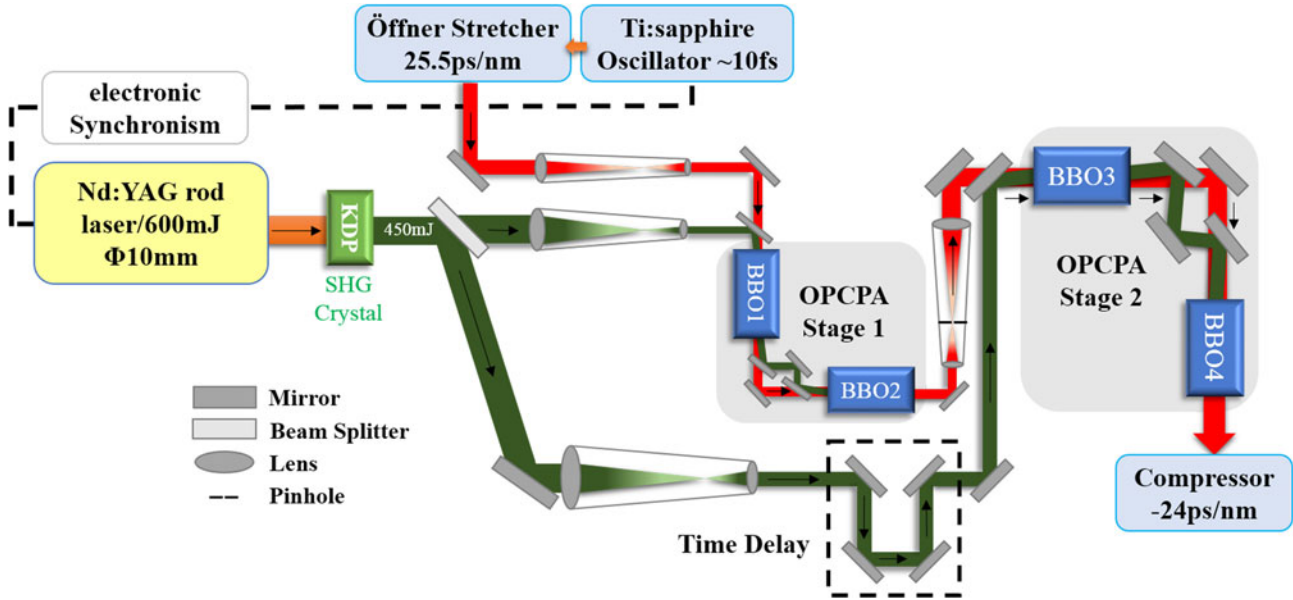 Öffner Stretcher
25.5ps/nm
Ti:sapphire
Oscillator ~10fs
electronic
Synchronism
Nd:YAG rod
laser/600mJ
Φ10mm
KDP
450mJ
SHG
Crystal
BBO1
OPCPA
Stage 1
BBO2
BBO3
OPCPA
Stage 2
BBO4
Mirror
Beam Splitter
Lens
Pinhole
Time Delay
Compressor
-24ps/nm